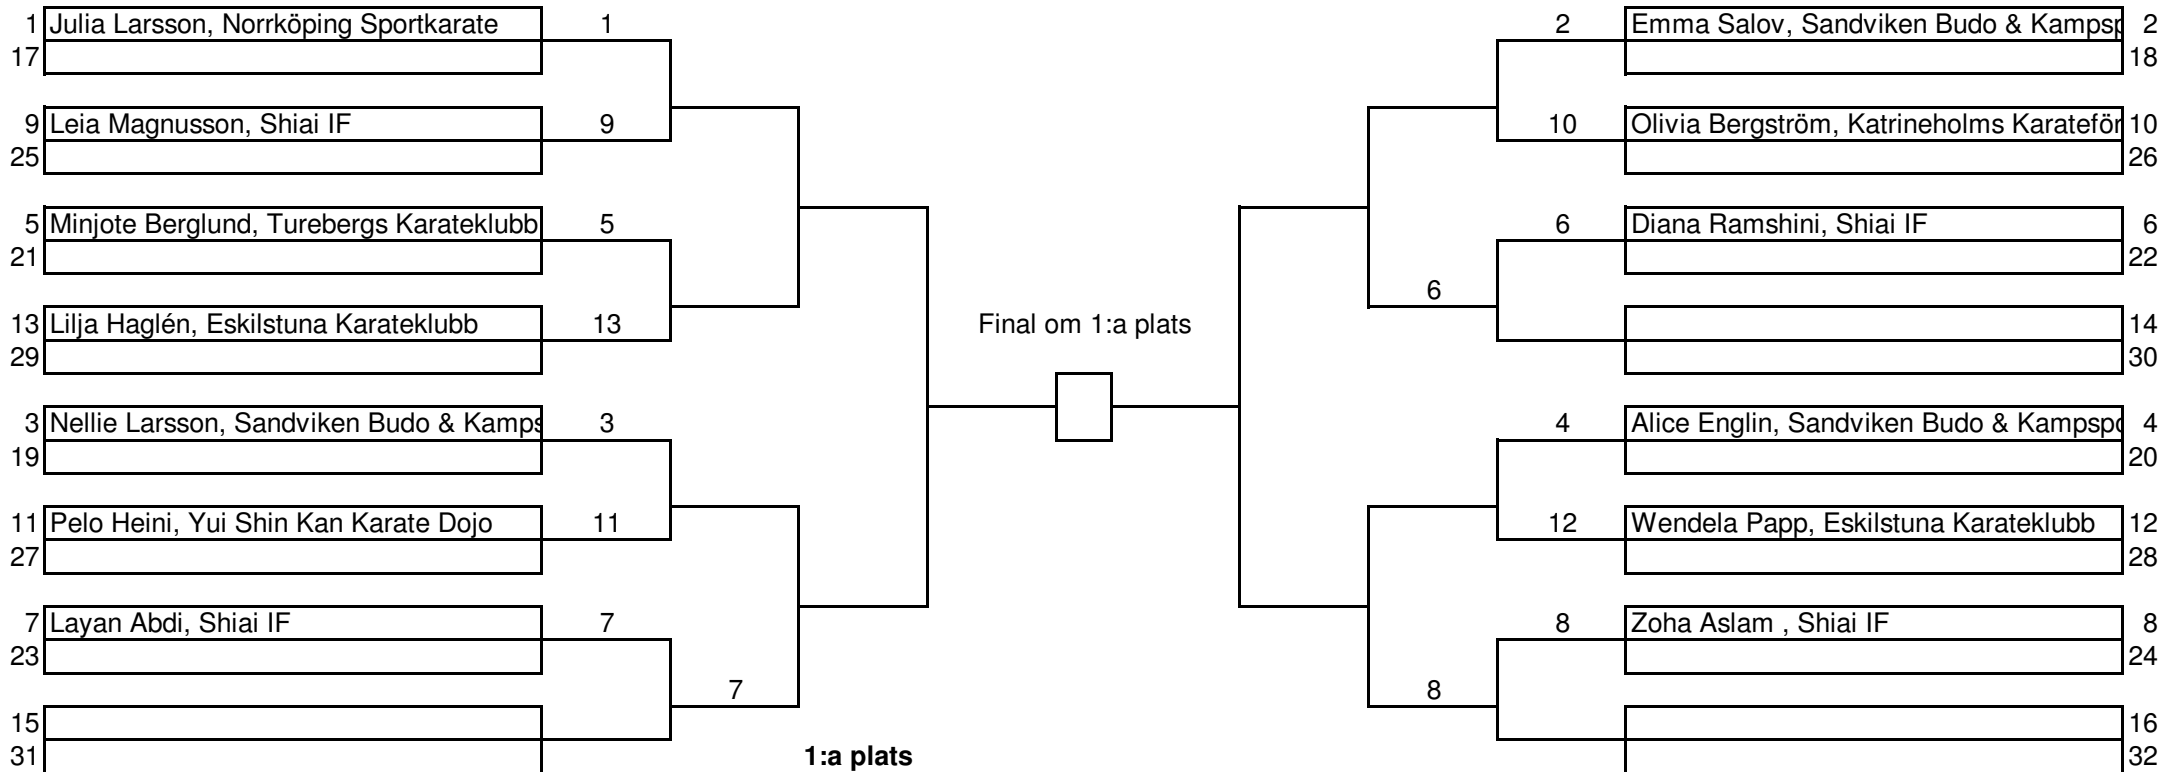 1 Julia Larsson, Norrköping Sportkarate 1 2 Emma Salov, Sandviken Budo & Kampsp 2
17 18
9 Leia Magnusson, Shiai IF 9 10 Olivia Bergström, Katrineholms Karateför 10
25 26
5 Minjote Berglund, Turebergs Karateklubb 5 6 Diana Ramshini, Shiai IF 6
21 22
6
13 Lilja Haglén, Eskilstuna Karateklubb 13 Final om 1:a plats 14
29 30
3 Nellie Larsson, Sandviken Budo & Kamps 3 4 Alice Englin, Sandviken Budo & Kampspo 4
19 20
11 Pelo Heini, Yui Shin Kan Karate Dojo 11 12 Wendela Papp, Eskilstuna Karateklubb 12
27 28
7 Layan Abdi, Shiai IF 7 8 Zoha Aslam , Shiai IF 8
23 24
7 8
15 16
31 1:a plats 32